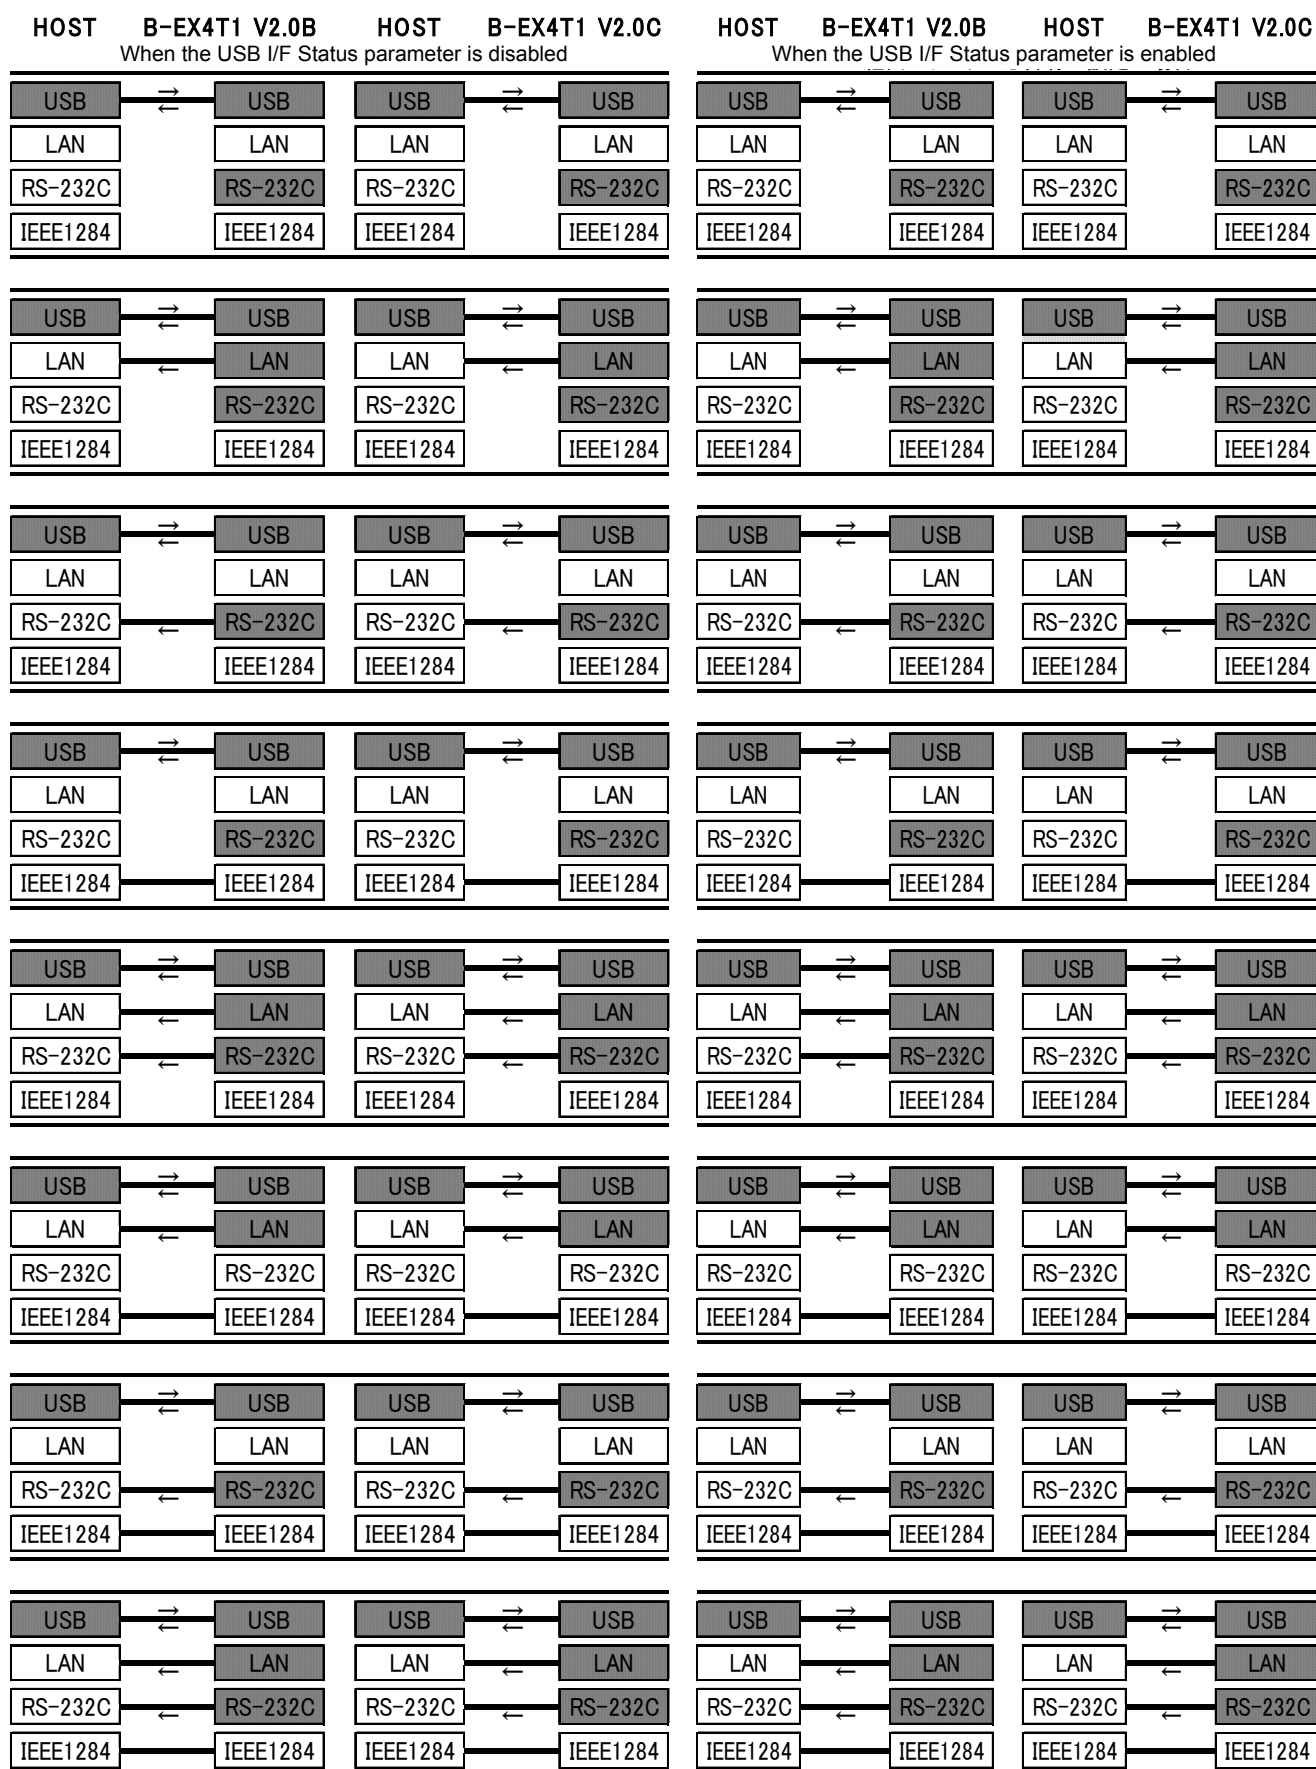 HOST B-EX4T1 V2.0B HOST B-EX4T1 V2.0C HOST B-EX4T1 V2.0B HOST B-EX4T1 V2.0C
When the USB I/F Status parameter is disabled When the USB I/F Status parameter is enabled
USB → ← USB USB → ← USB USB → ← USB USB → ← USB
LAN LAN LAN LAN LAN LAN LAN LAN
RS-232C RS-232C RS-232C RS-232C RS-232C RS-232C RS-232C RS-232C
IEEE1284 IEEE1284 IEEE1284 IEEE1284 IEEE1284 IEEE1284 IEEE1284 IEEE1284
USB → ← USB USB → ← USB USB → ← USB USB → ← USB
LAN ← LAN LAN ← LAN LAN ← LAN LAN ← LAN
RS-232C RS-232C RS-232C RS-232C RS-232C RS-232C RS-232C RS-232C
IEEE1284 IEEE1284 IEEE1284 IEEE1284 IEEE1284 IEEE1284 IEEE1284 IEEE1284
USB → ← USB USB → ← USB USB → ← USB USB → ← USB
LAN LAN LAN LAN LAN LAN LAN LAN
RS-232C ← RS-232C RS-232C ← RS-232C RS-232C ← RS-232C RS-232C ← RS-232C
IEEE1284 IEEE1284 IEEE1284 IEEE1284 IEEE1284 IEEE1284 IEEE1284 IEEE1284
USB → ← USB USB → ← USB USB → ← USB USB → ← USB
LAN LAN LAN LAN LAN LAN LAN LAN
RS-232C RS-232C RS-232C RS-232C RS-232C RS-232C RS-232C RS-232C
IEEE1284 IEEE1284 IEEE1284 IEEE1284 IEEE1284 IEEE1284 IEEE1284 IEEE1284
USB → ← USB USB → ← USB USB → ← USB USB → ← USB
LAN ← LAN LAN ← LAN LAN ← LAN LAN ← LAN
RS-232C ← RS-232C RS-232C ← RS-232C RS-232C ← RS-232C RS-232C ← RS-232C
IEEE1284 IEEE1284 IEEE1284 IEEE1284 IEEE1284 IEEE1284 IEEE1284 IEEE1284
USB → ← USB USB → ← USB USB → ← USB USB → ← USB
LAN ← LAN LAN ← LAN LAN ← LAN LAN ← LAN
RS-232C RS-232C RS-232C RS-232C RS-232C RS-232C RS-232C RS-232C
IEEE1284 IEEE1284 IEEE1284 IEEE1284 IEEE1284 IEEE1284 IEEE1284 IEEE1284
USB → ← USB USB → ← USB USB → ← USB USB → ← USB
LAN LAN LAN LAN LAN LAN LAN LAN
RS-232C ← RS-232C RS-232C ← RS-232C RS-232C ← RS-232C RS-232C ← RS-232C
IEEE1284 IEEE1284 IEEE1284 IEEE1284 IEEE1284 IEEE1284 IEEE1284 IEEE1284
USB → ← USB USB → ← USB USB → ← USB USB → ← USB
LAN ← LAN LAN ← LAN LAN ← LAN LAN ← LAN
RS-232C ← RS-232C RS-232C ← RS-232C RS-232C ← RS-232C RS-232C ← RS-232C
IEEE1284 IEEE1284 IEEE1284 IEEE1284 IEEE1284 IEEE1284 IEEE1284 IEEE1284